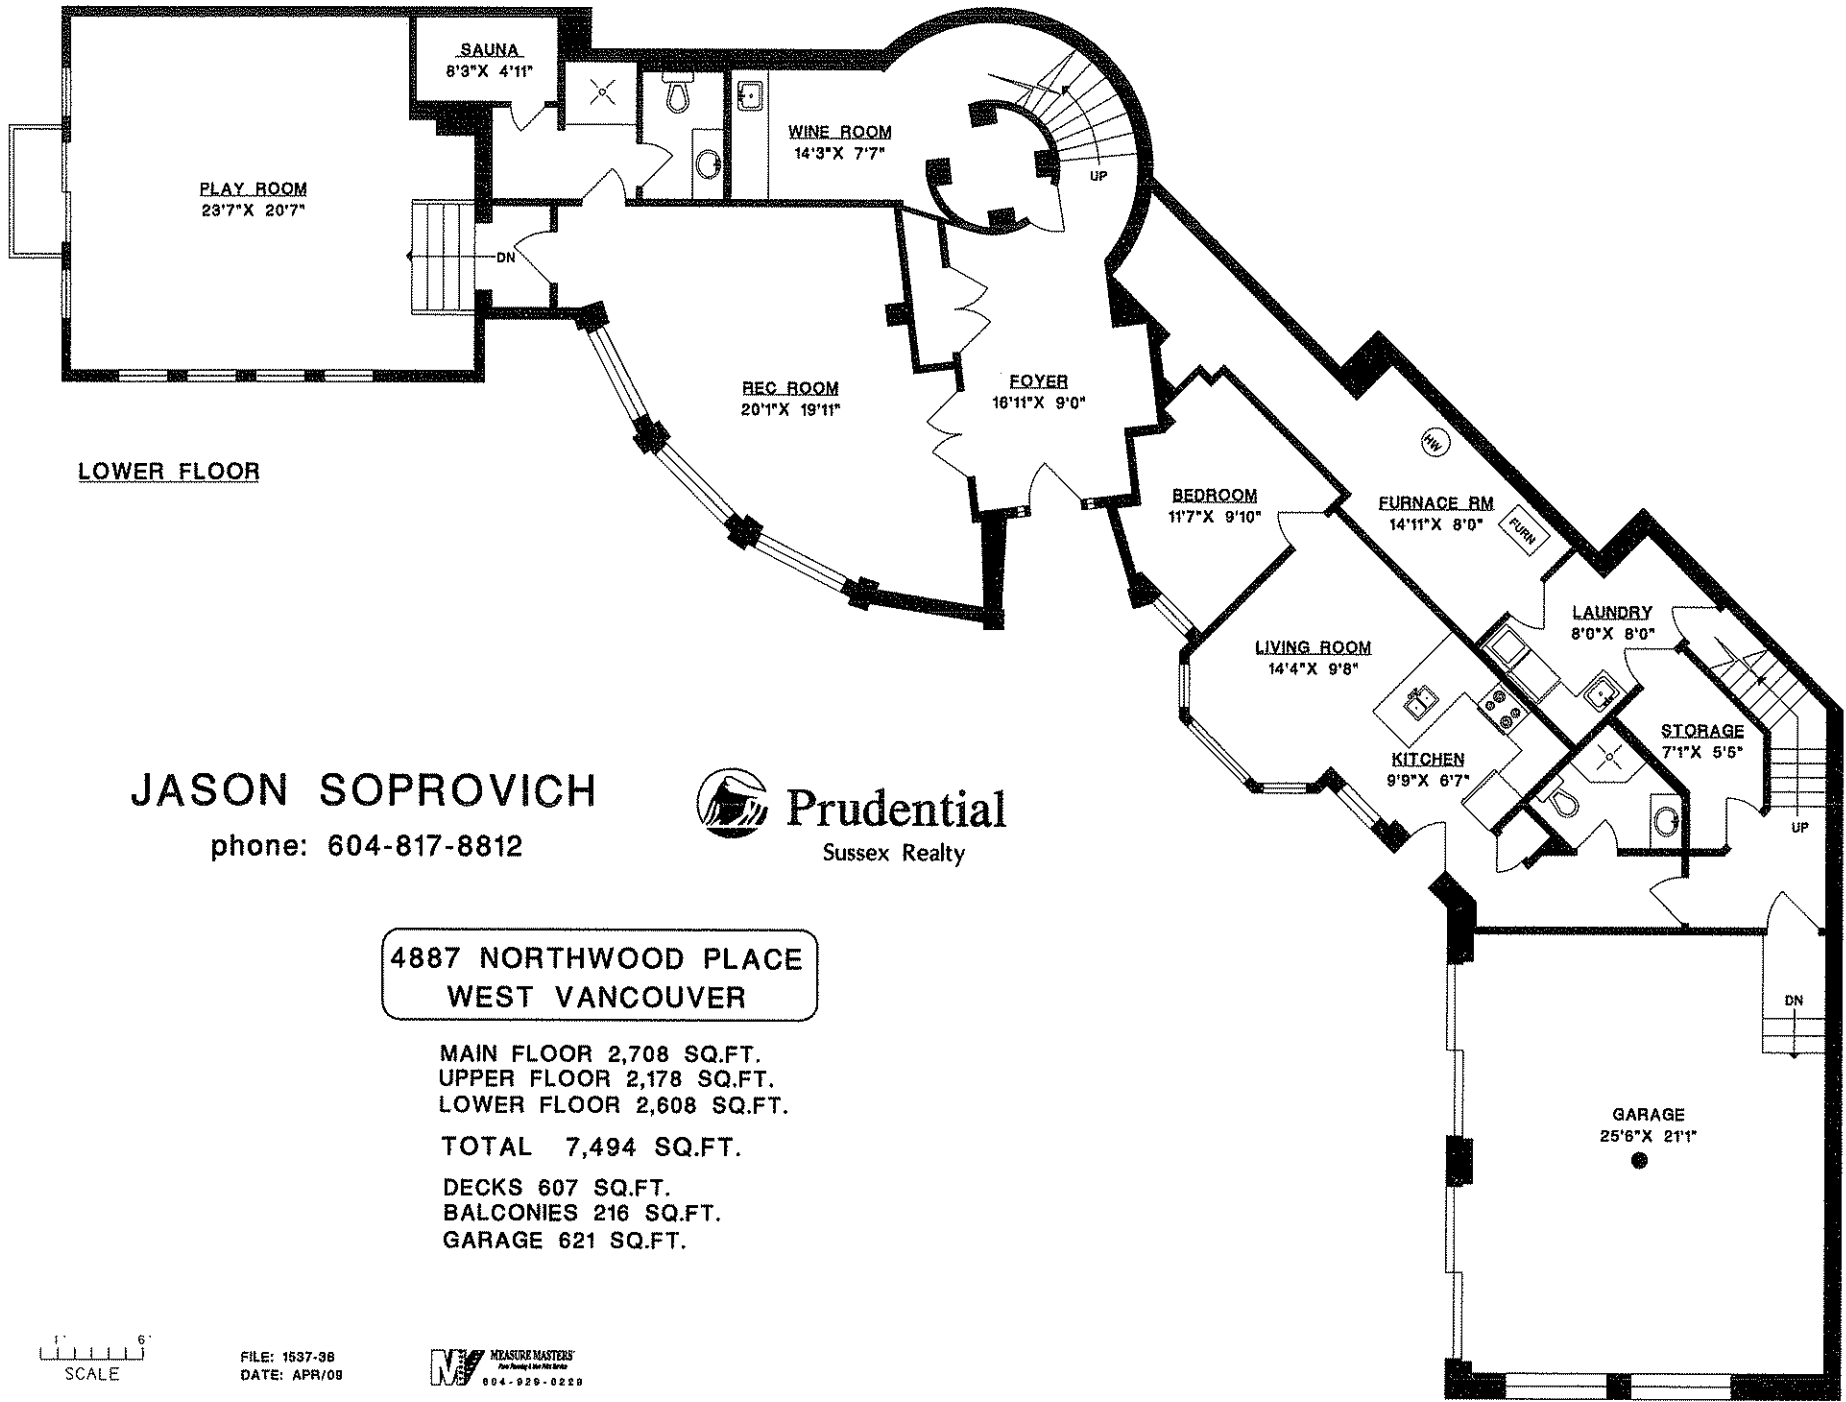 SAUNA
8'3"X 4'11"
WINE ROOM
14'3"X 7'7"
UP
PLAY ROOM
23'7"X 20'7"
DN
REC ROOM
20'1"X 19'11"
FOYER
16'11"X 9'0"
LOWER FLOOR
HW
BEDROOM
11'7"X 9'10"
FURNACE RM
14'11"X 8'0"
FURN
LAUNDRY
8'0"X 8'0"
LIVING ROOM
14'4"X 9'8"
STORAGE
7'1"X 5'5"
KITCHEN
9'9"X 6'7"
UP
JASON SOPROVICH
phone: 604-817-8812
Prudential
Sussex Realty
4887 NORTHWOOD PLACE
WEST VANCOUVER
DN
MAIN FLOOR 2,708 SQ.FT.
UPPER FLOOR 2,178 SQ.FT.
LOWER FLOOR 2,608 SQ.FT.
TOTAL 7,494 SQ.FT.
GARAGE
25'6"X 21'1"
DECKS 607 SQ.FT.
BALCONIES 216 SQ.FT.
GARAGE 621 SQ.FT.
1' 6'
SCALE
FILE: 1537-38
DATE: APR/09
MEASURE MASTERS
604-929-0229